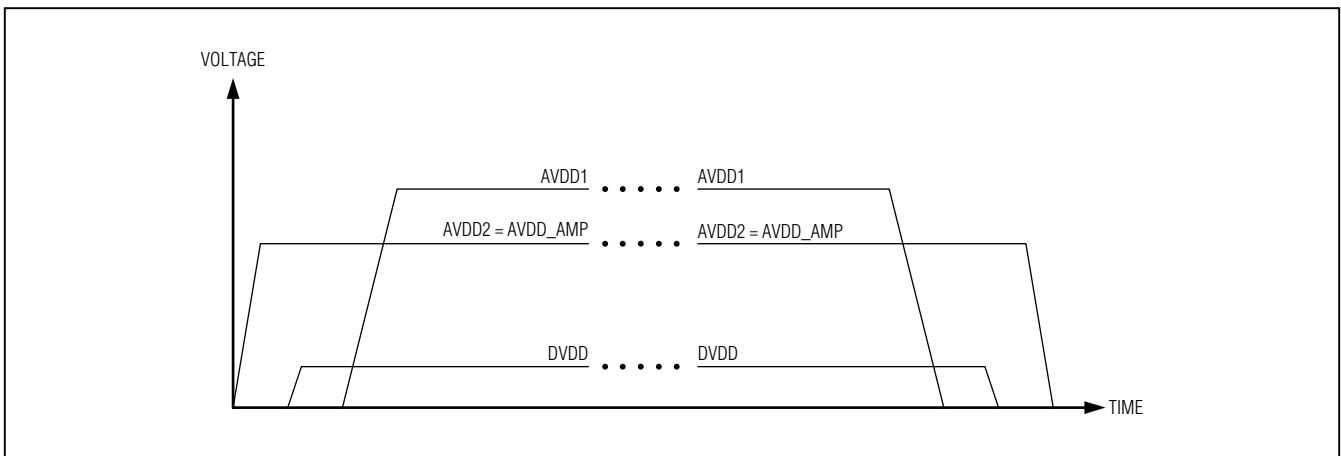 VOLTAGE
AVDD1 • • • • • AVDD1
AVDD2 = AVDD_AMP • • • • • AVDD2 = AVDD_AMP
DVDD • • • • • DVDD
TIME